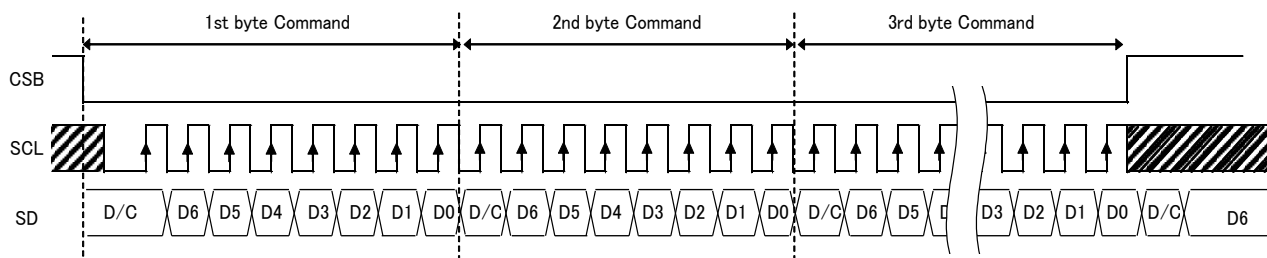 1st byte Command 2nd byte Command 3rd byte Command
CSB
SCL
SD D/C D6 D5 D4 D3 D2 D1 D0 D/C D6 D5 D4 D3 D2 D1 D0 D/C D6 D5 D3 D2 D1 D0 D/C D6